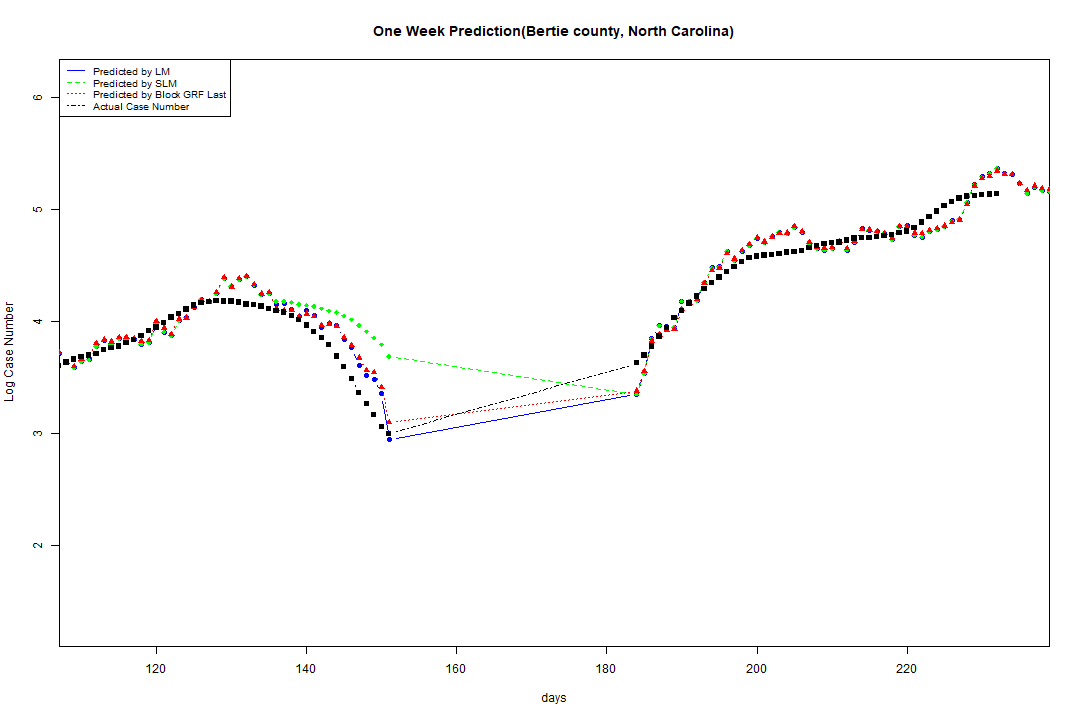 One Week Prediction(Bertie county, North Carolina)
Predicted by LM
Predicted by SLM
Predicted by Block GRF Last
Actual Case Number
6
5
4
3
2
Log Case Number
120 140 160 180 200 220
days